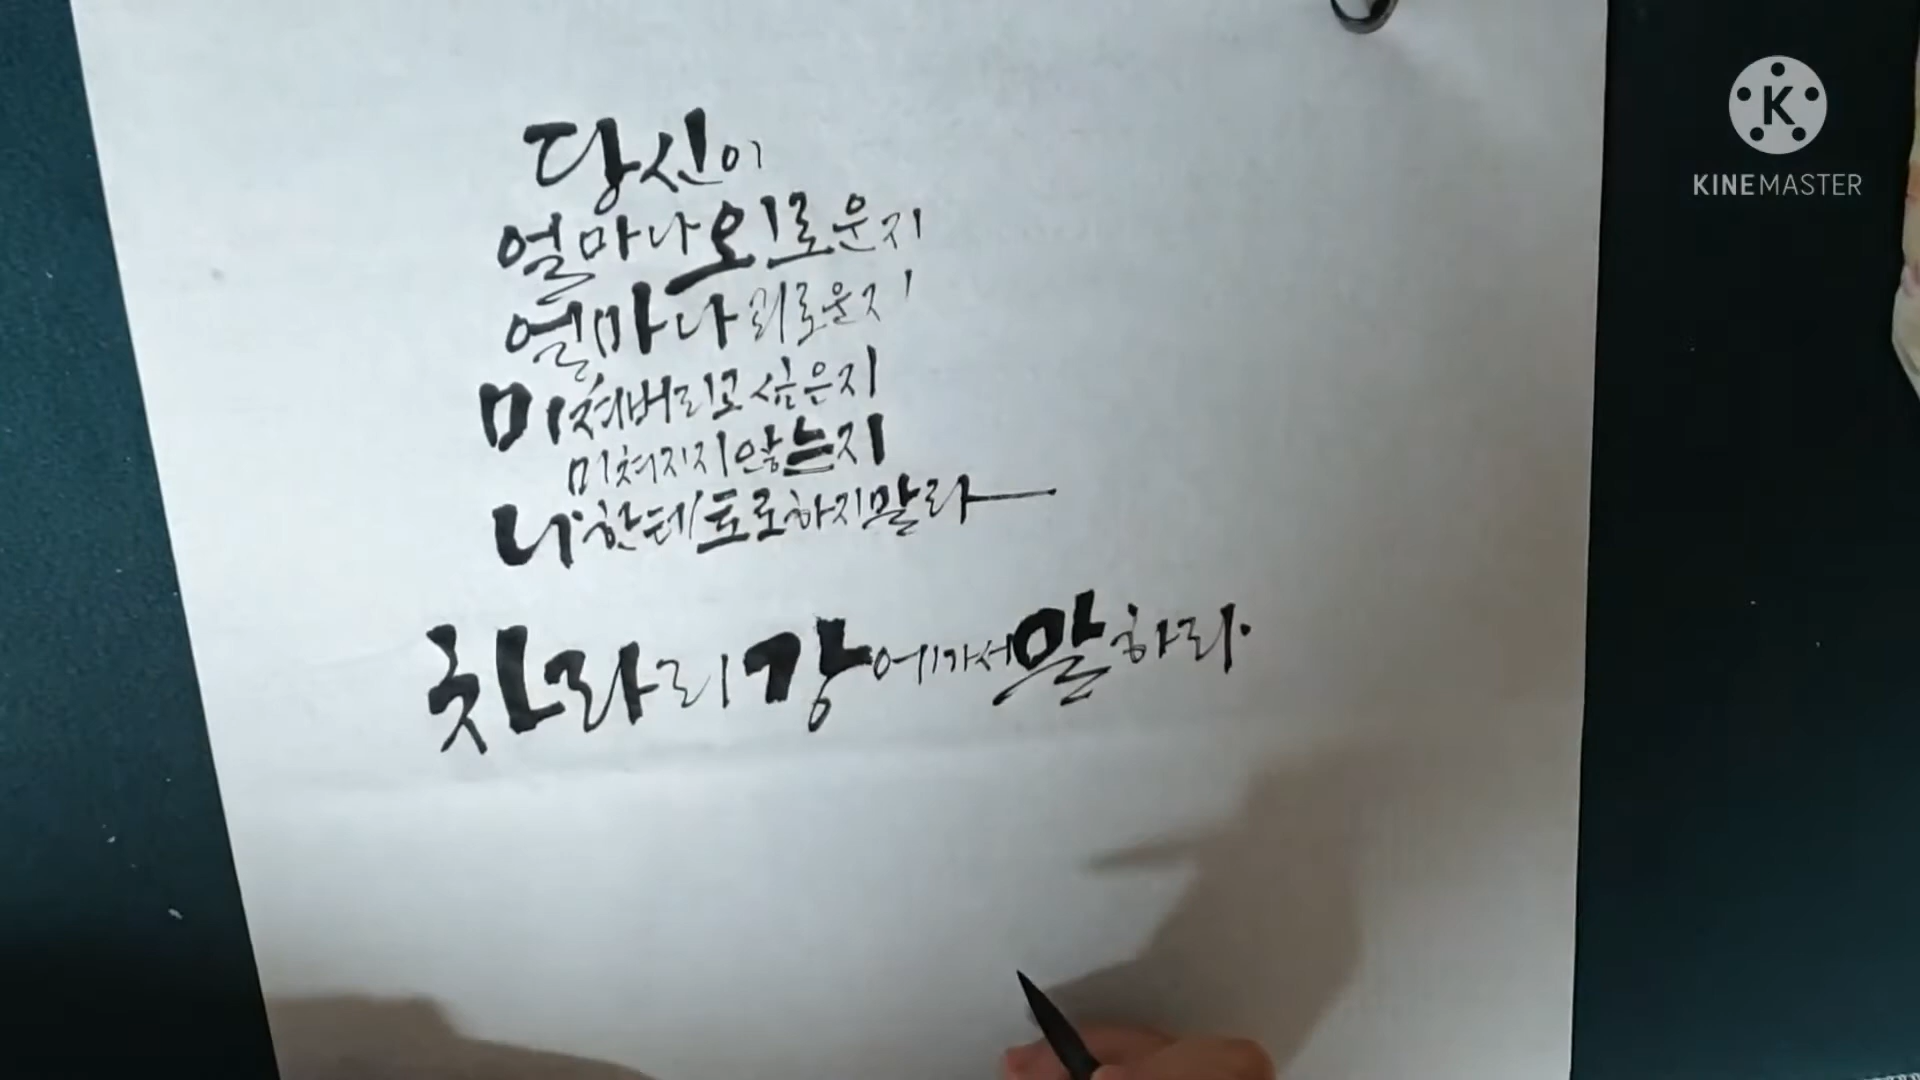 당신이
얼마나 외로운지
얼마나 괴로운지
미쳐버리고 싶은지
미쳐지지 않는지
나한테 토로하지 말라
차라리 강에 가서 말하라.
KINEMASTER